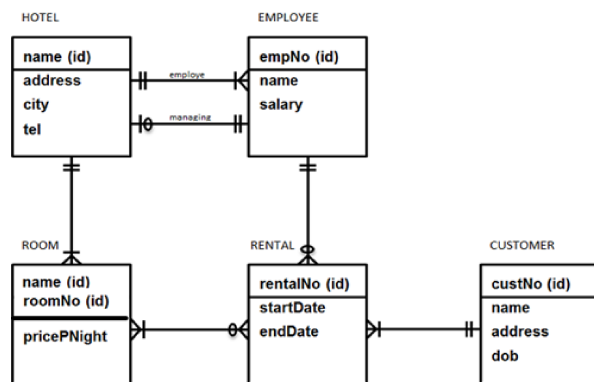 HOTEL
name (id)
address
city
tel
employe
managing
EMPLOYEE
empNo (id)
name
salary
ROOM
name (id)
roomNo (id)
pricePNight
RENTAL
rentalNo (id)
startDate
endDate
CUSTOMER
custNo (id)
name
address
dob